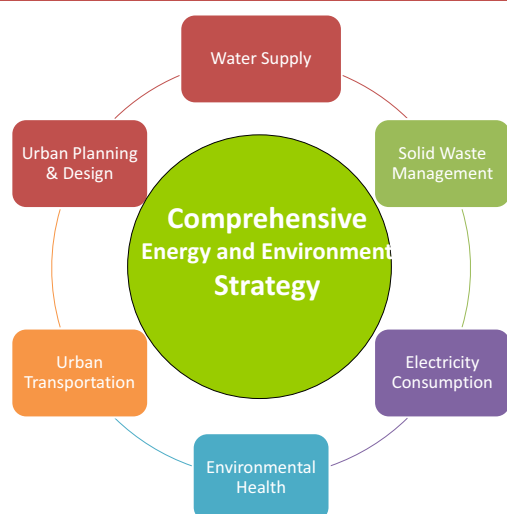 Water Supply
Solid Waste
Management
Electricity
Consumption
Environmental
Health
Urban
Transportation
Urban Planning
& Design
Comprehensive
Energy and Environment
Strategy